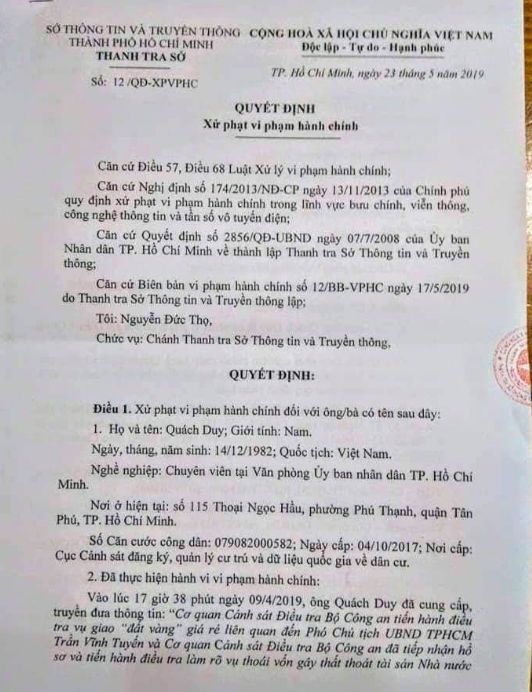 SỞ THÔNG TIN VÀ TRUYỀN THÔNG
THÀNH PHỐ HỒ CHÍ MINH
THANH TRA SỞ
Số: 12 /QĐ-XPVPHC
CỘNG HOÀ XÃ HỘI CHỦ NGHĨA VIỆT NAM
Độc lập - Tự do - Hạnh phúc
TP. Hồ Chí Minh, ngày 23 tháng 5 năm 2019
QUYẾT ĐỊNH
Xử phạt vi phạm hành chính
Căn cứ Điều 57, Điều 68 Luật Xử lý vi phạm hành chính;
Căn cứ Nghị định số 174/2013/NĐ-CP ngày 13/11/2013 của Chính phủ
quy định xử phạt vi phạm hành chính trong lĩnh vực bưu chính, viễn thông,
công nghệ thông tin và tần số vô tuyến điện;
Căn cứ Quyết định số 2856/QĐ-UBND ngày 07/7/2008 của Ủy ban
Nhân dân TP. Hồ Chí Minh về thành lập Thanh tra Sở Thông tin và Truyền
thông;
Căn cứ Biên bản vi phạm hành chính số 12/BB-VPHC ngày 17/5/2019
do Thanh tra Sở Thông tin và Truyền thông lập;
Tôi: Nguyễn Đức Thọ,
Chức vụ: Chánh Thanh tra Sở Thông tin và Truyền thông,
QUYẾT ĐỊNH:
Điều 1. Xử phạt vi phạm hành chính đối với ông/bà có tên sau đây:
1. Họ và tên: Quách Duy; Giới tính: Nam.
Ngày, tháng, năm sinh: 14/12/1982; Quốc tịch: Việt Nam.
Nghề nghiệp: Chuyên viên tại Văn phòng Ủy ban nhân dân TP. Hồ Chí
Minh.
Nơi ở hiện tại: số 115 Thoại Ngọc Hầu, phường Phú Thạnh, quận Tân
Phú, TP. Hồ Chí Minh.
Số Căn cước công dân: 079082000582; Ngày cấp: 04/10/2017; Nơi cấp:
Cục Cảnh sát đăng ký, quản lý cư trú và dữ liệu quốc gia về dân cư.
2. Đã thực hiện hành vi vi phạm hành chính:
Vào lúc 17 giờ 38 phút ngày 09/4/2019, ông Quách Duy đã cung cấp,
truyền đưa thông tin: “Cơ quan Cảnh sát Điều tra Bộ Công an tiến hành điều
tra vụ giao “đất vàng” giá rẻ liên quan đến Phó Chủ tịch UBND TPHCM
Trần Vĩnh Tuyến và Cơ quan Cảnh sát Điều tra Bộ Công an đã tiếp nhận hồ
sơ và tiến hành điều tra làm rõ vụ thoái vốn gây thất thoát tài sản Nhà nước